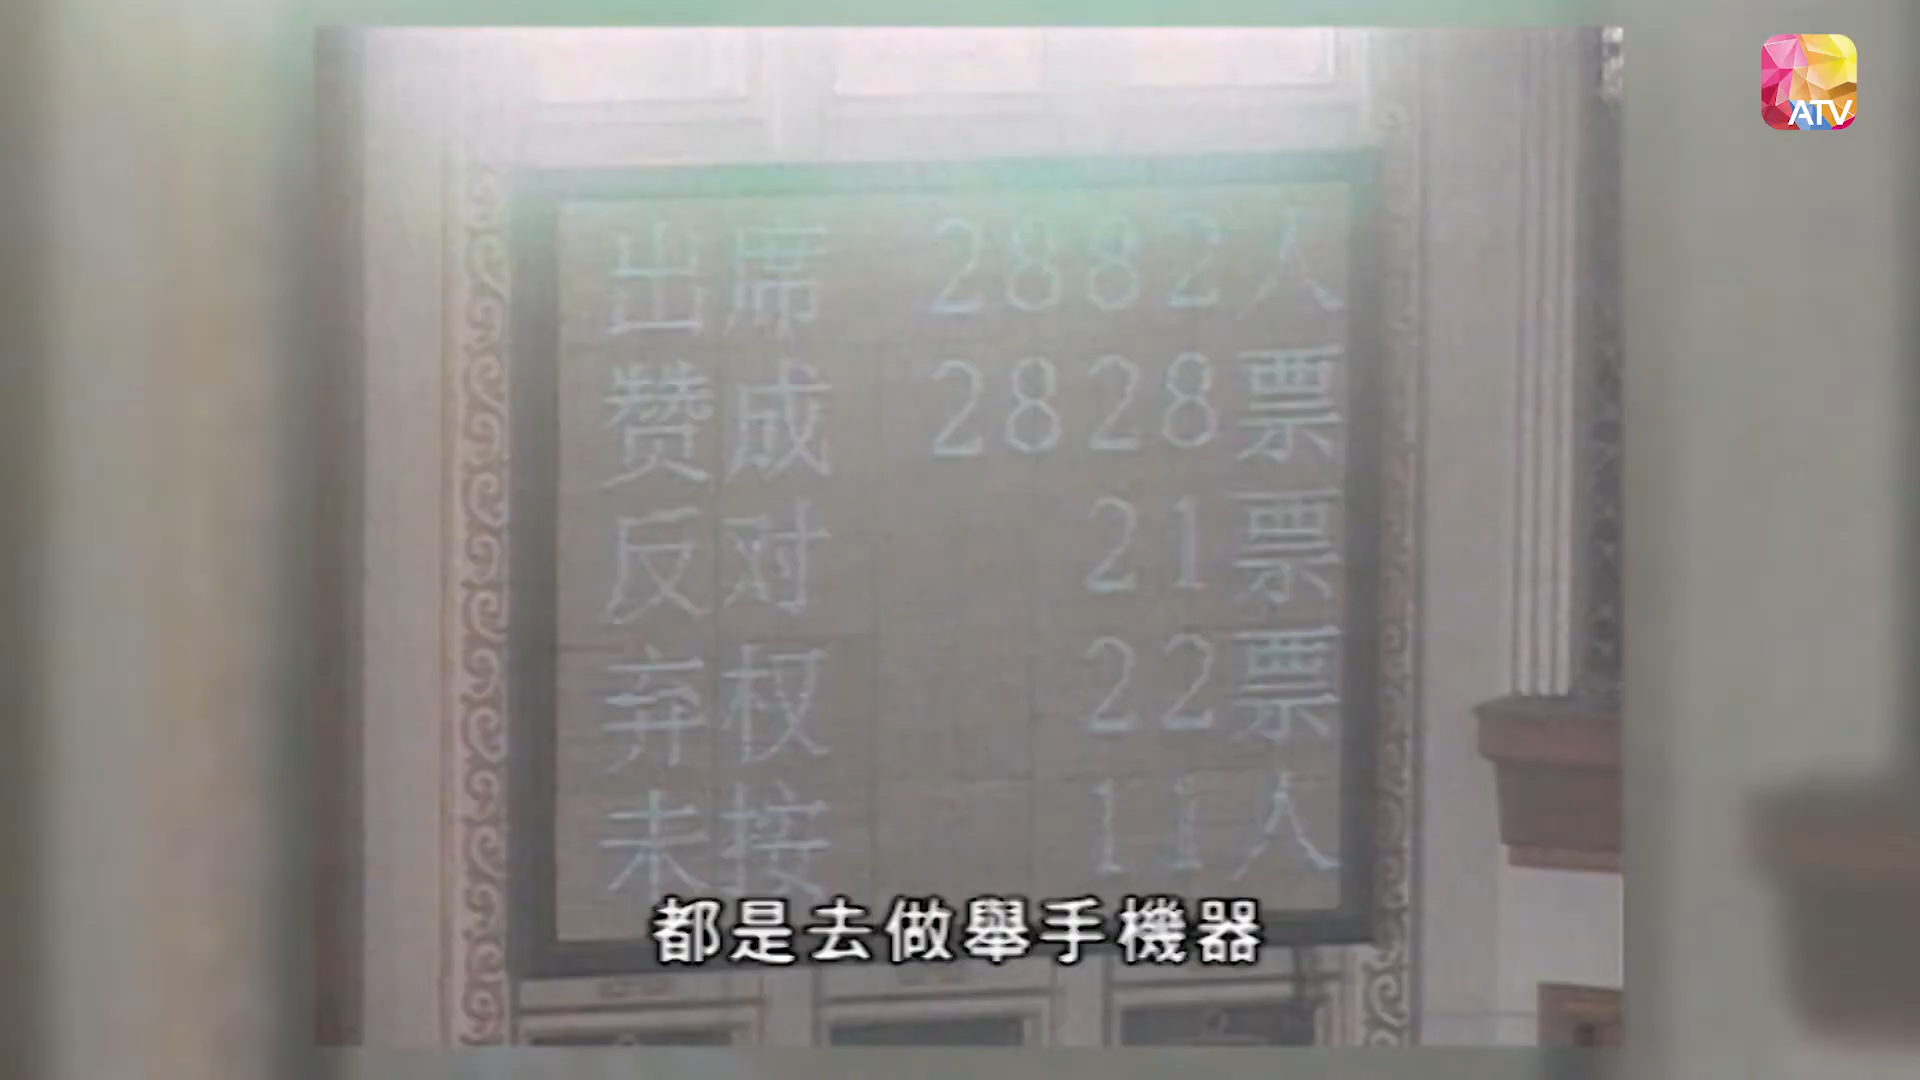 ATV
出席 2882人
赞成 2828票
反对 21票
弃权 22票
未按 11人
都是去做舉手機器